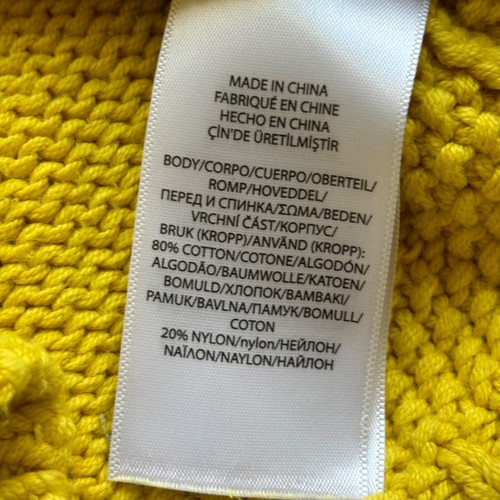 MADE IN CHINA
FABRIQUÉ EN CHINE
HECHO EN CHINA
ÇİN'DE ÜRETİLMİŞTİR
BODY/CORPO/CUERPO/OBERTEIL/
ROMP/HOVEDDEL/
ПЕРЕД И СПИНКА/ΣΩΜΑ/BEDEN/
VRCHNÍ ČÁST/КОРПУС/
BRUK (KROPP)/ANVÄND (KROPP):
80% COTTON/COTONE/ALGODÓN/
ALGODÃO/BAUMWOLLE/KATOEN/
BOMULD/ХЛОПОК/BAMBAKI/
PAMUK/BAVLNA/ПАМУК/BOMULL/
COTON
20% NYLON/nylon/НЕЙЛОН/
ΝΑΪΛΟΝ/NAYLON/НАЙЛОН